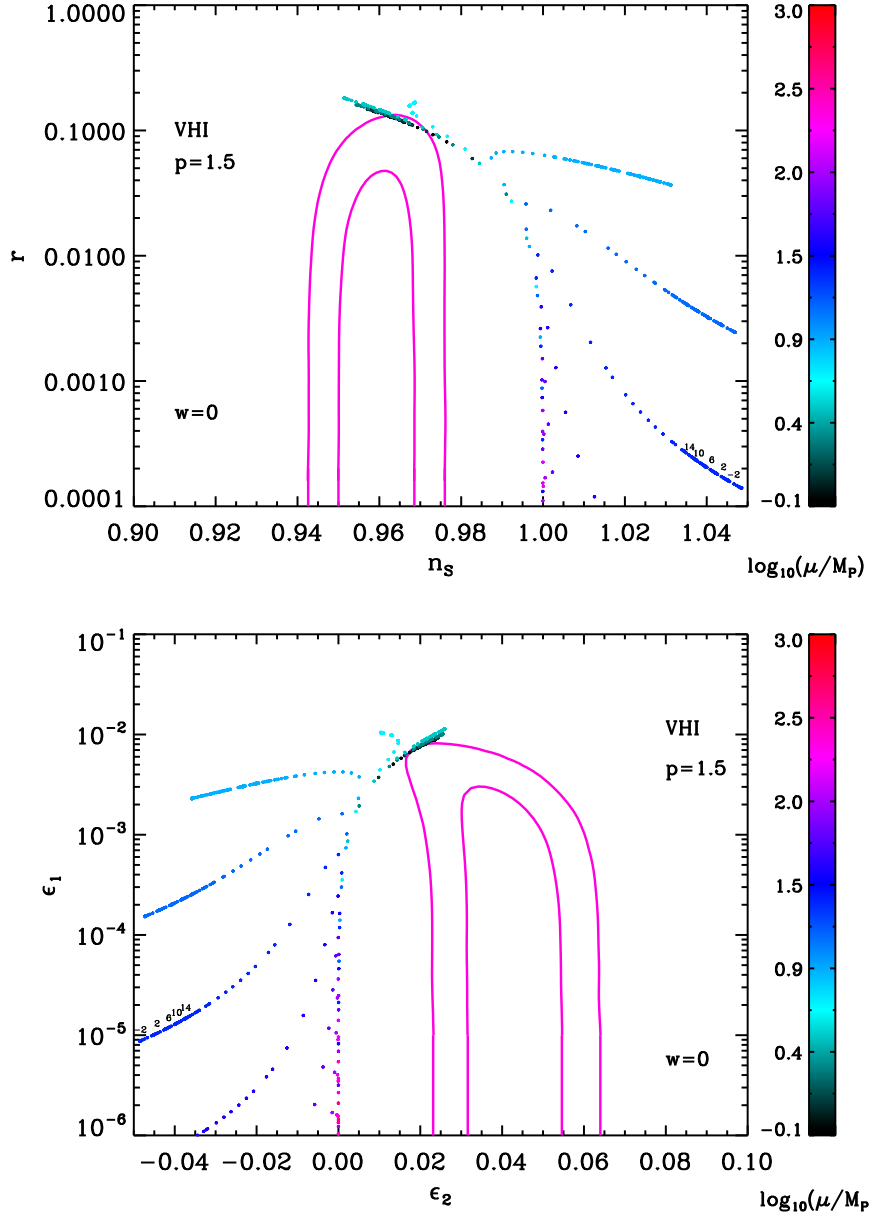 1.0000
0.1000
0.0100
0.0010
0.0001
r
VHI
p=1.5
w=0
14 10 6 2 -2
0.90 0.92 0.94 0.96 0.98 1.00 1.02 1.04
n_S
3.0
2.5
2.0
1.5
0.9
0.4
-0.1
log₁₀(μ/M_P)
10⁻¹
10⁻²
10⁻³
10⁻⁴
10⁻⁵
10⁻⁶
ϵ₁
VHI
p=1.5
w=0
-2 2 6 10 14
-0.04 -0.02 0.00 0.02 0.04 0.06 0.08 0.10
ϵ₂
3.0
2.5
2.0
1.5
0.9
0.4
-0.1
log₁₀(μ/M_P